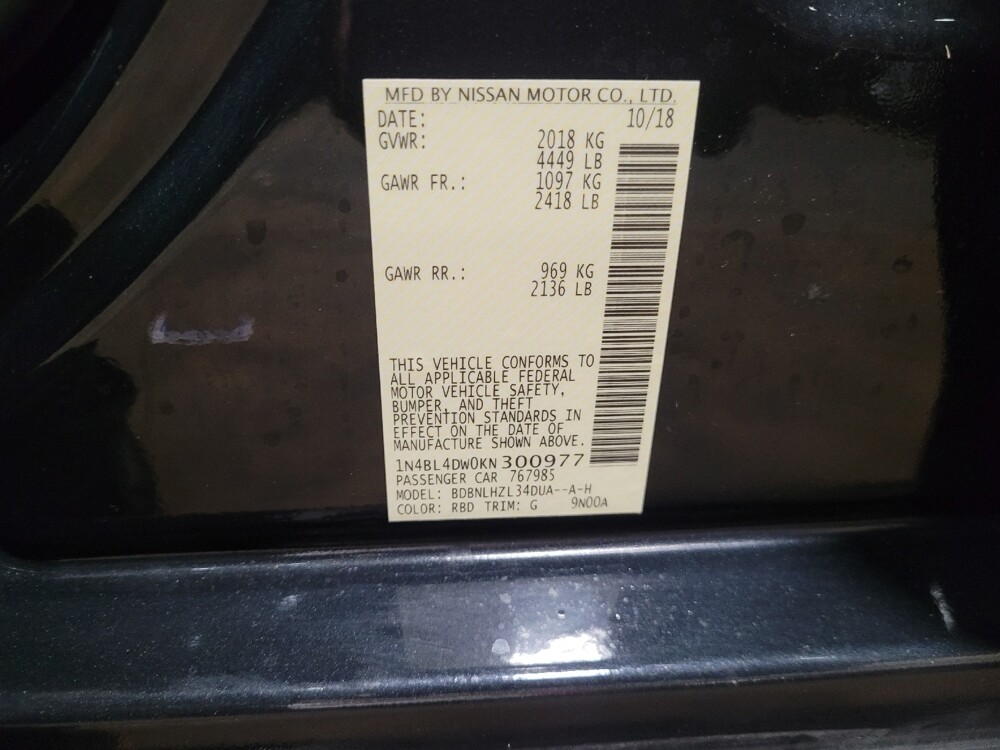 MFD BY NISSAN MOTOR CO., LTD.
DATE: 10/18
GVWR: 2018 KG
4449 LB
GAWR FR.: 1097 KG
2418 LB
GAWR RR.: 969 KG
2136 LB
THIS VEHICLE CONFORMS TO
ALL APPLICABLE FEDERAL
MOTOR VEHICLE SAFETY,
BUMPER, AND THEFT
PREVENTION STANDARDS IN
EFFECT ON THE DATE OF
MANUFACTURE SHOWN ABOVE.
1N4BL4DW0KN300977
PASSENGER CAR 767985
MODEL: BDBNLHZL34DUA--A-H
COLOR: RBD TRIM: G 9N00A